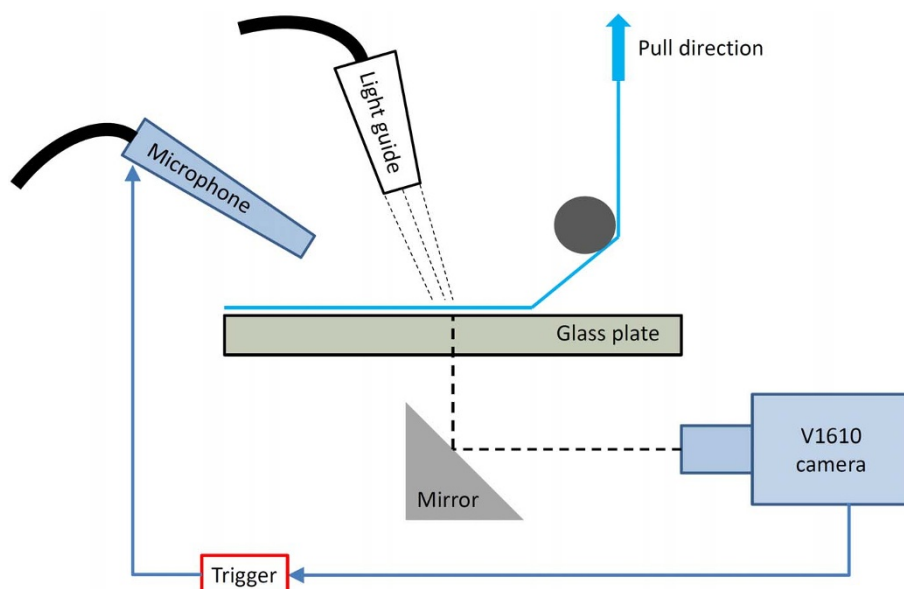 Pull direction
Light guide
Microphone
Glass plate
V1610
camera
Mirror
Trigger